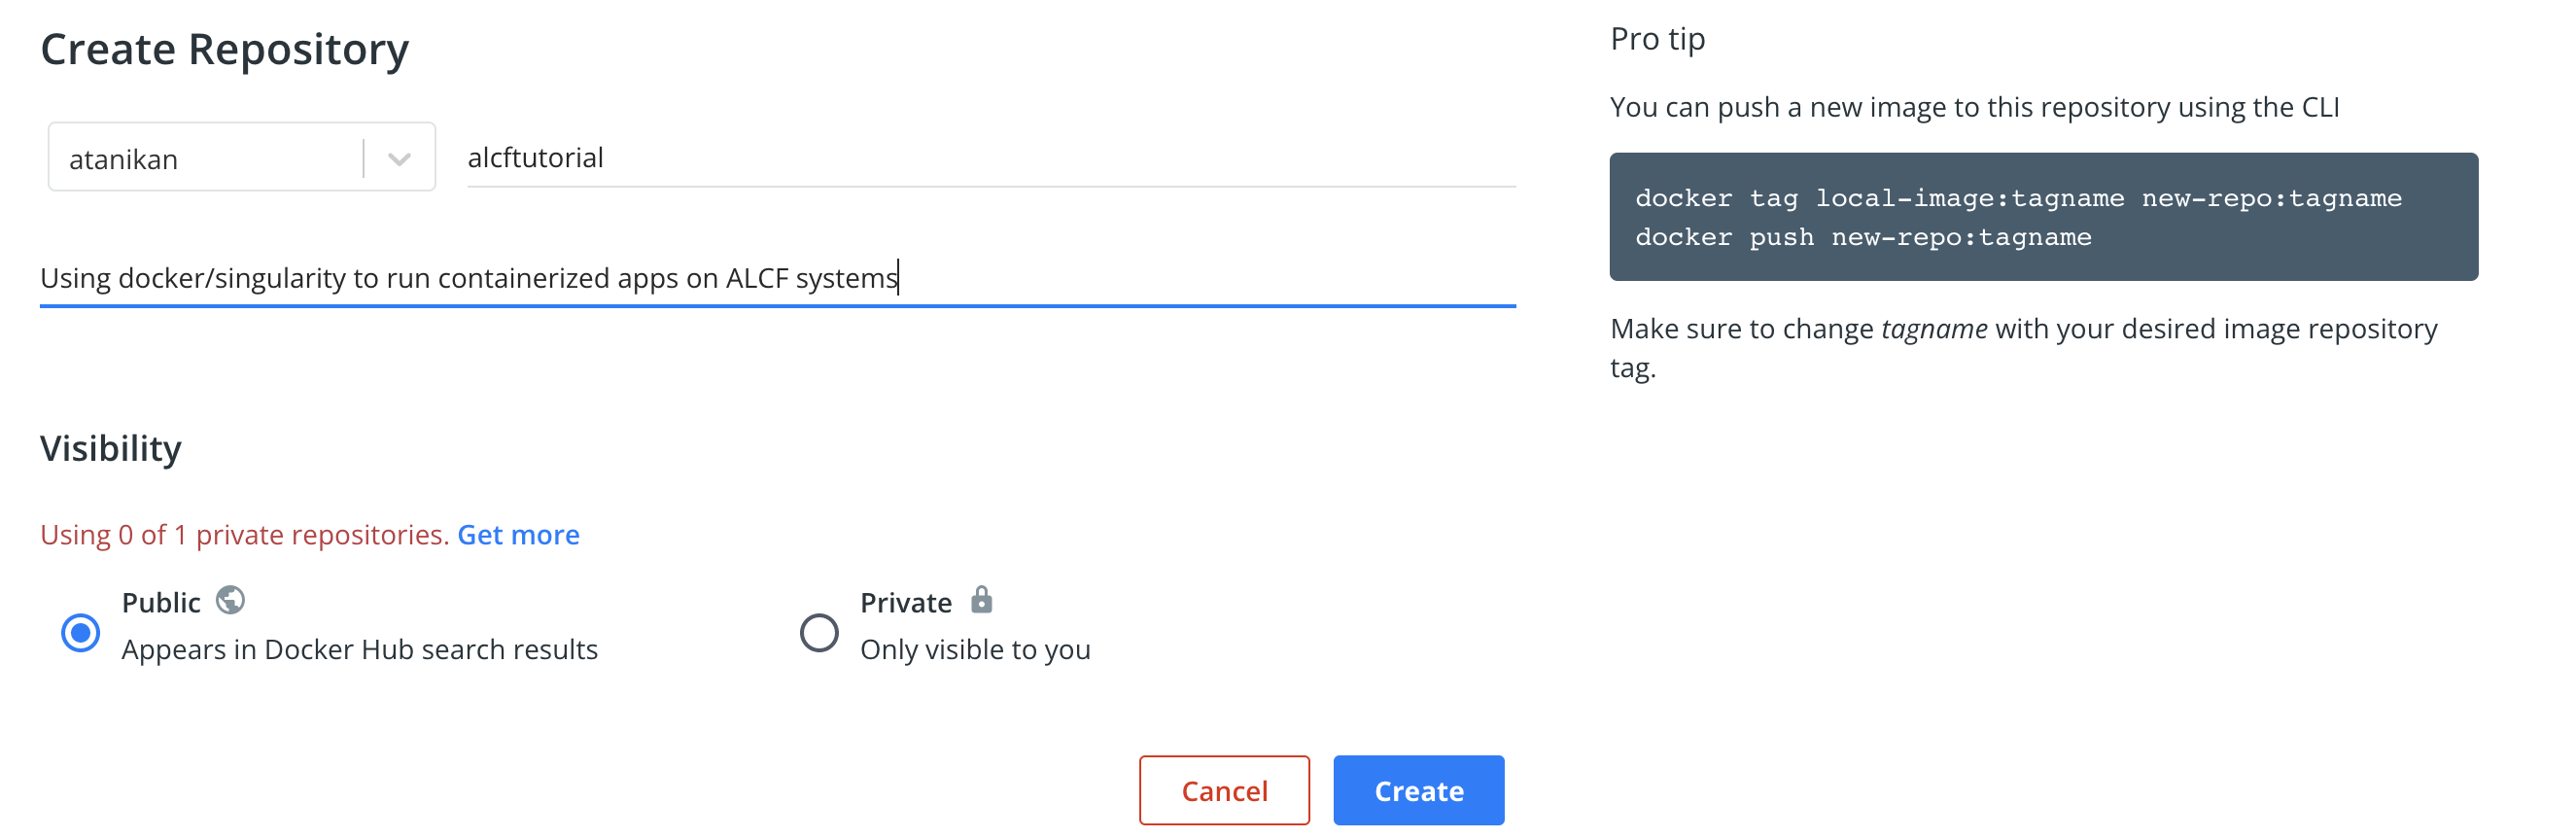 Create Repository
atanikan
alcftutorial
Using docker/singularity to run containerized apps on ALCF systems
Visibility
Using 0 of 1 private repositories. Get more
Public
Appears in Docker Hub search results
Private
Only visible to you
Cancel
Create
Pro tip
You can push a new image to this repository using the CLI
docker tag local-image:tagname new-repo:tagname
docker push new-repo:tagname
Make sure to change tagname with your desired image repository
tag.